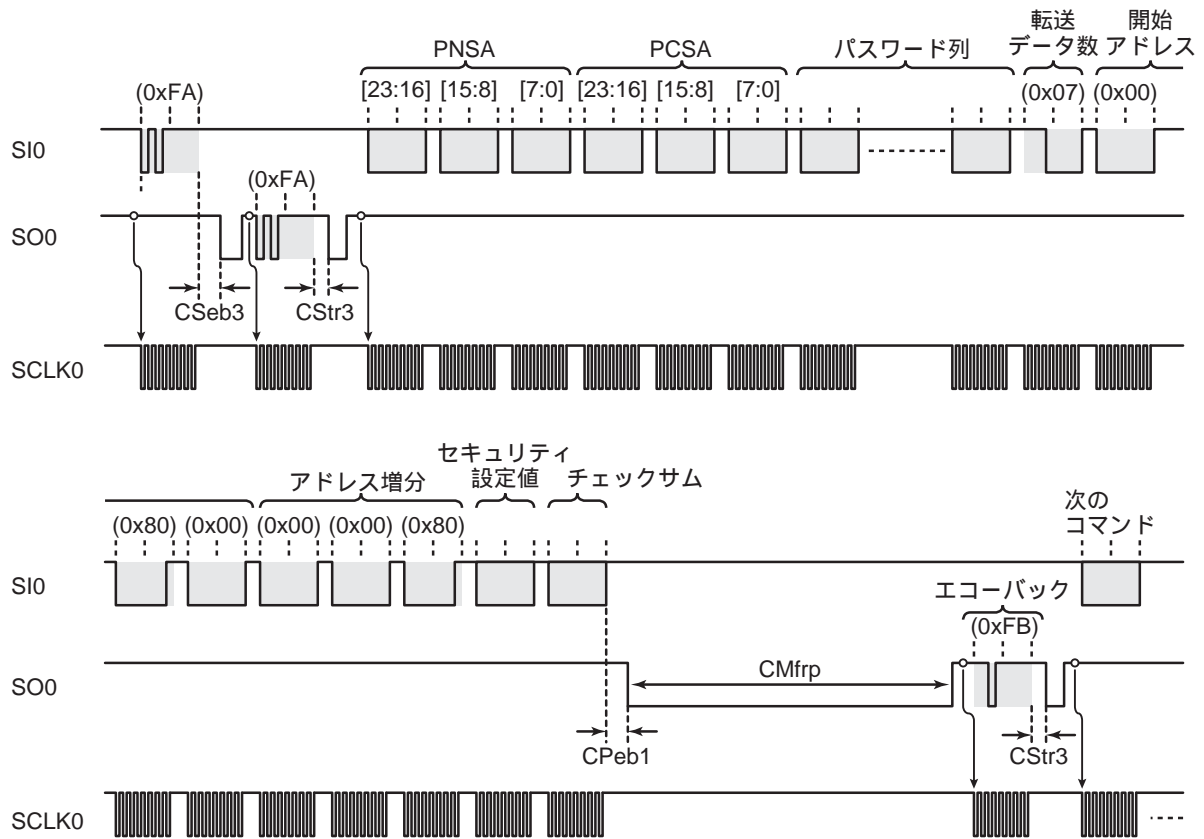 転送
データ数
開始
アドレス
PNSA
PCSA
パスワード列
(0xFA)
[23:16] [15:8] [7:0] [23:16] [15:8] [7:0]
(0x07) (0x00)
SI0
(0xFA)
SO0
CSeb3
CStr3
SCLK0
アドレス増分
セキュリティ
設定値
チェックサム
(0x80) (0x00) (0x00) (0x00) (0x80)
次の
コマンド
SI0
エコーバック
(0xFB)
SO0
CMfrp
CPeb1
CStr3
SCLK0